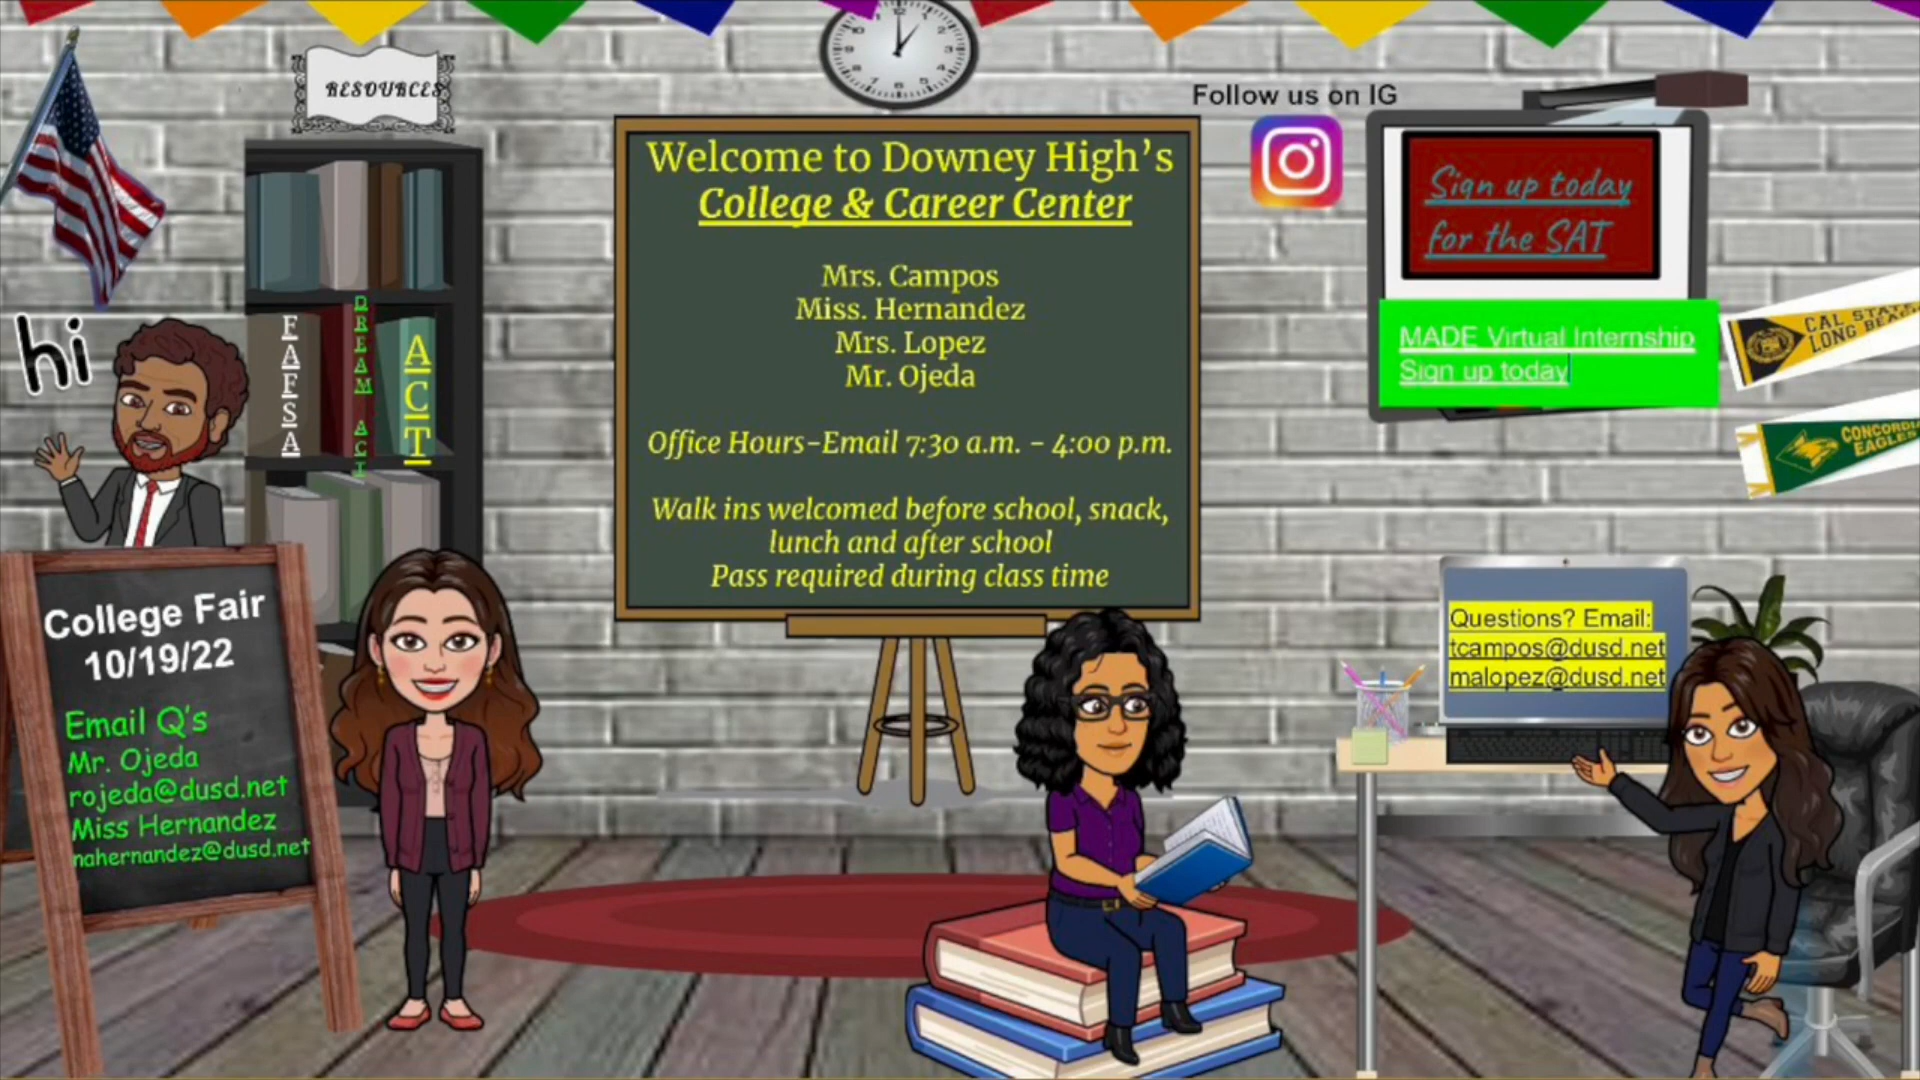 RESOURCES
Follow us on IG
Welcome to Downey High's
College & Career Center
Mrs. Campos
Miss. Hernandez
Mrs. Lopez
Mr. Ojeda
Office Hours-Email 7:30 a.m. - 4:00 p.m.
Walk ins welcomed before school, snack,
lunch and after school
Pass required during class time
Sign up today
for the SAT
MADE Virtual Internship
Sign up today
CAL STATE
LONG BEACH
CONCORDIA
EAGLES
hi
FAFSA
DREAM ACT
ACT
College Fair
10/19/22
Email Q's
Mr. Ojeda
rojeda@dusd.net
Miss Hernandez
nahernandez@dusd.net
Questions? Email:
tcampos@dusd.net
malopez@dusd.net